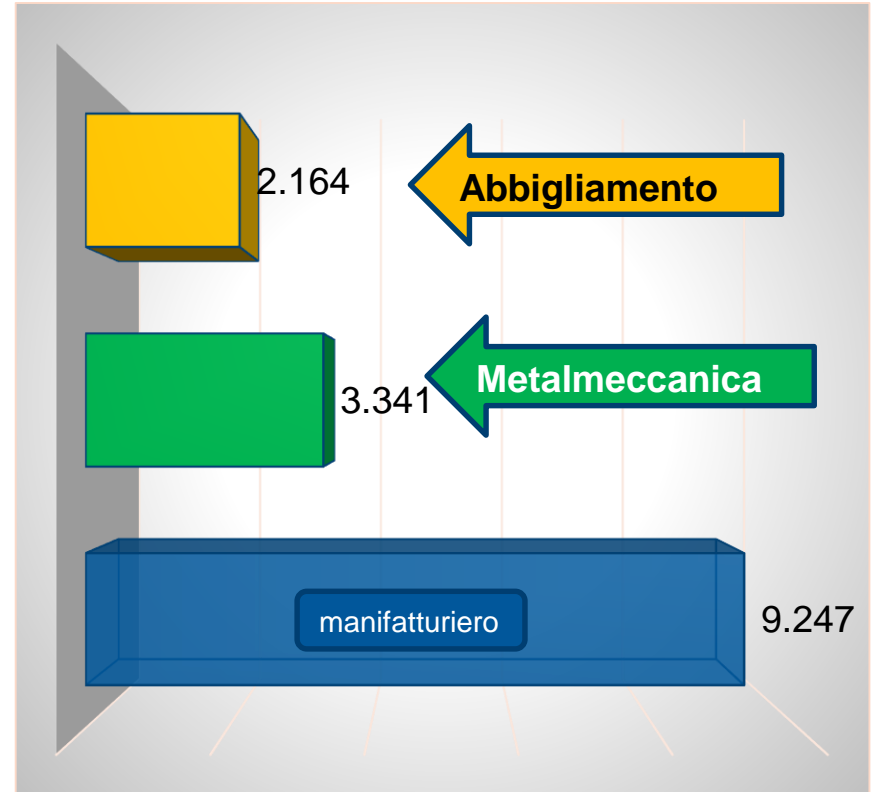 2.164
Abbigliamento
3.341
Metalmeccanica
manifatturiero
9.247